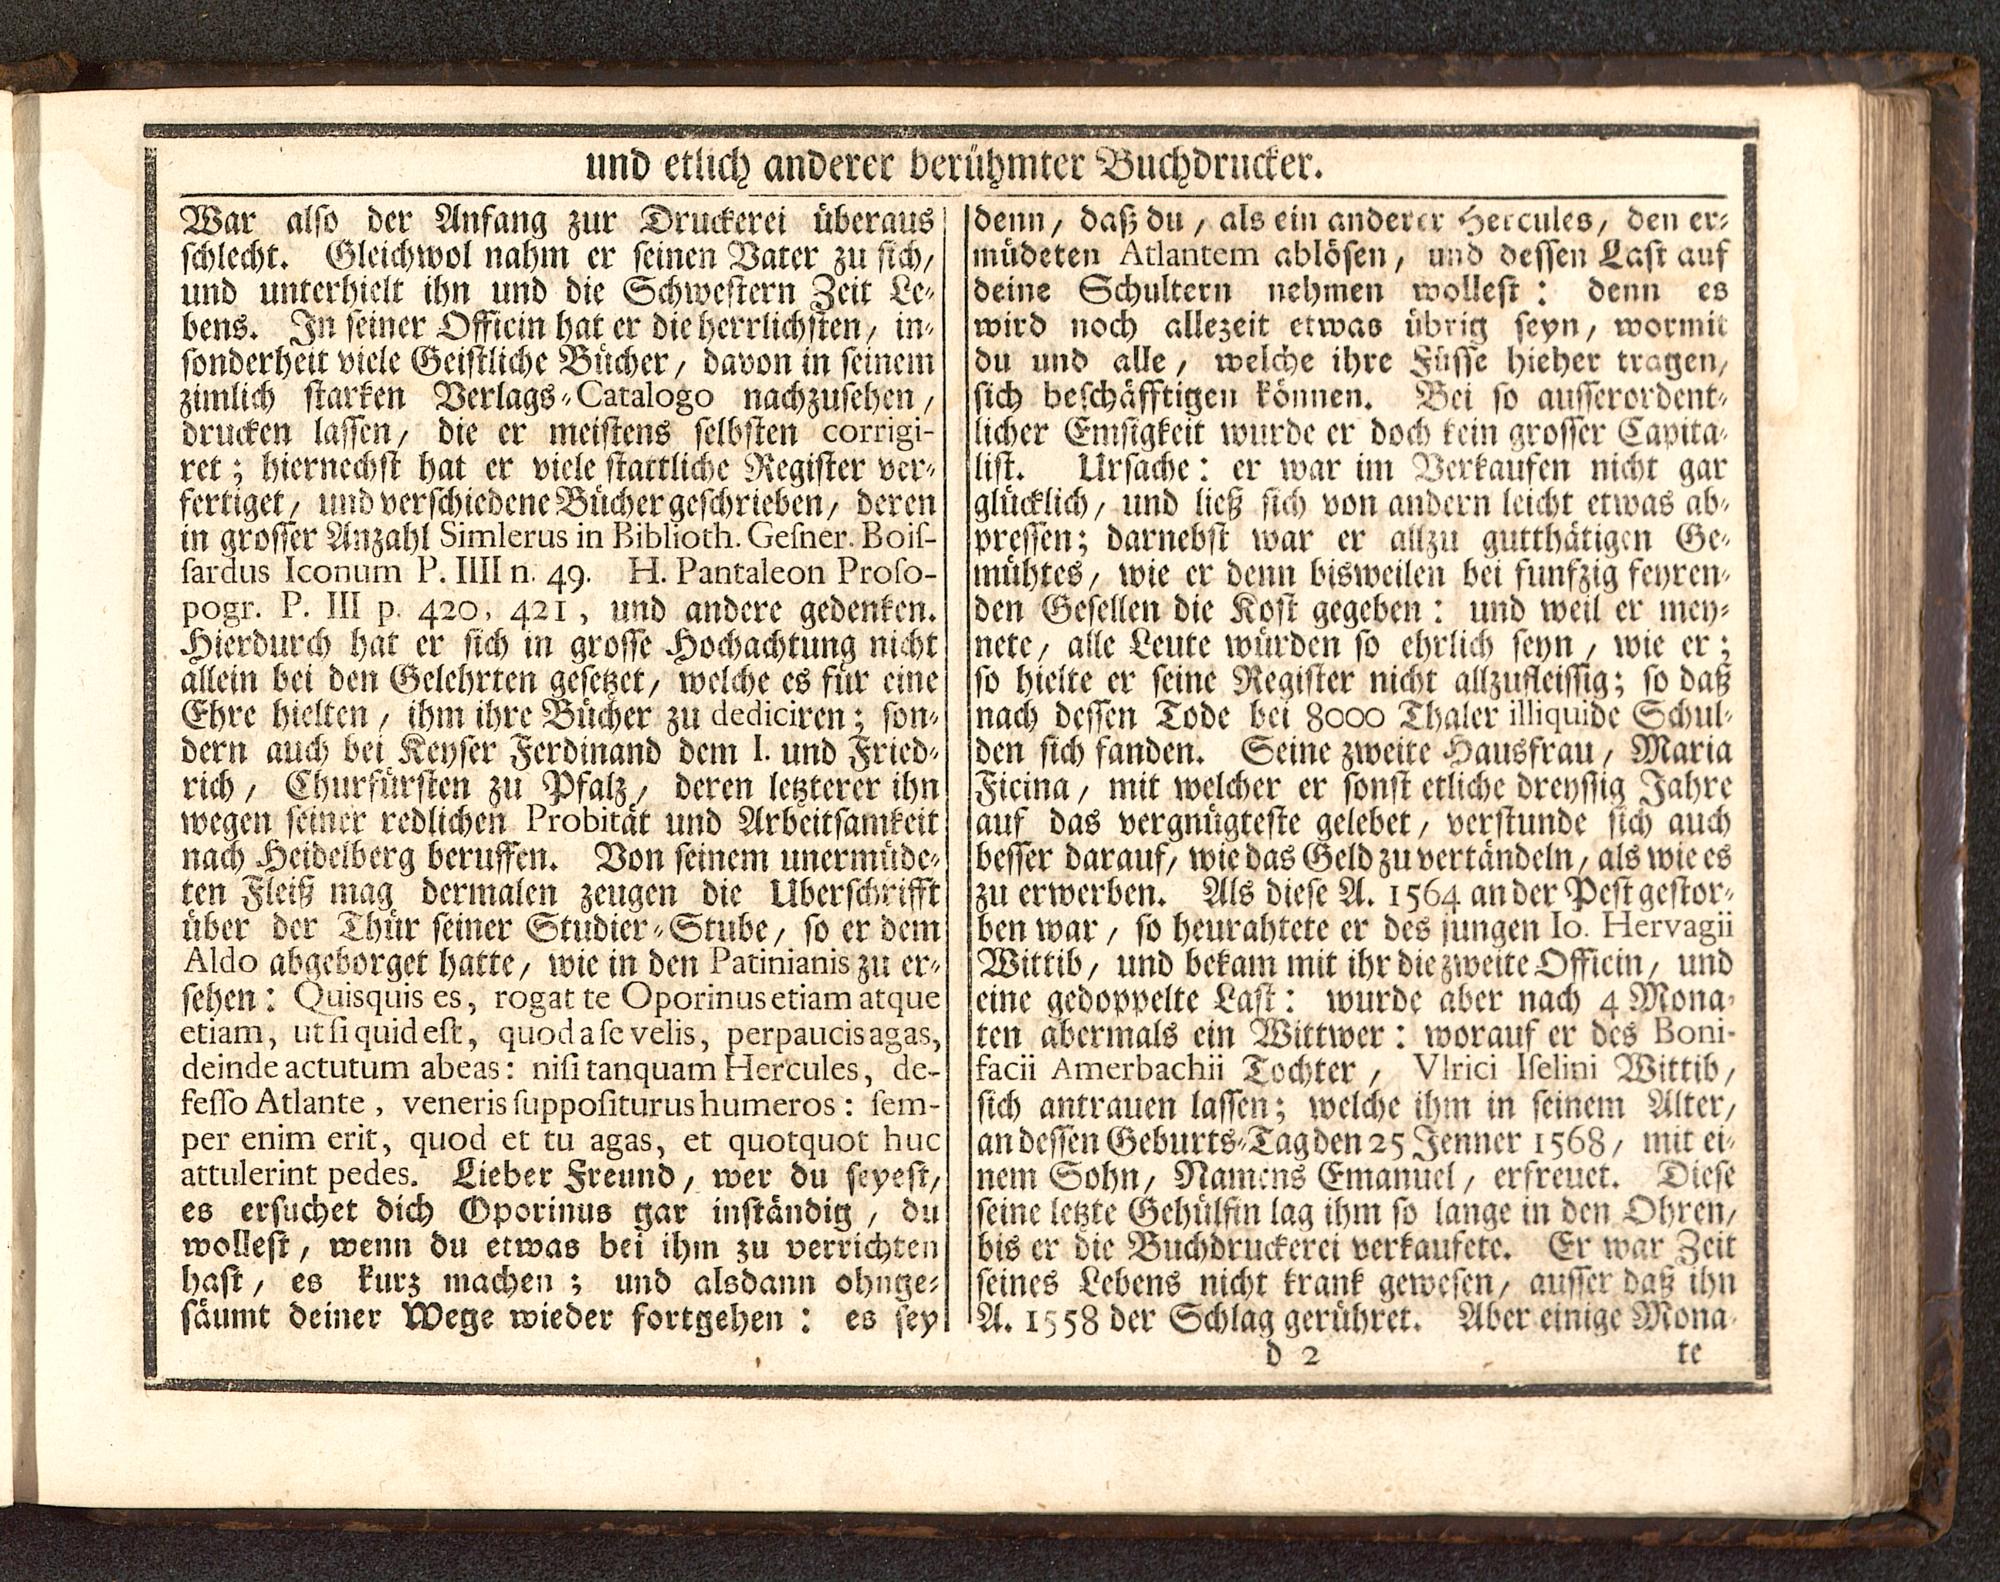 und etlich anderer berühmter Buchdrucker.
War also der Anfang zur Druckerei überaus
schlecht. Gleichwol nahm er seinen Vater zu sich,
und unterhielt ihn und die Schwestern Zeit Le-
bens. In seiner Officin hat er die herrlichsten, in-
sonderheit viele Geistliche Bücher, davon in seinem
zimlich starken Verlags-Catalogo nachzusehen,
drucken lassen, die er meistens selbsten corrigi-
ret; hiernechst hat er viele stattliche Register ver-
fertiget, und verschiedene Bücher geschrieben, deren
in grosser Anzahl Simlerus in Biblioth. Gesner. Bois-
sardus Iconum P. IIII n. 49. H. Pantaleon Proso-
pogr. P. III p. 420, 421, und andere gedenken.
Hierdurch hat er sich in grosse Hochachtung nicht
allein bei den Gelehrten gesetzet, welche es für eine
Ehre hielten, ihm ihre Bücher zu dediciren; son-
dern auch bei Keyser Ferdinand dem I. und Fried-
rich, Churfürsten zu Pfalz, deren letzterer ihn
wegen seiner redlichen Probität und Arbeitsamkeit
nach Heidelberg beruffen. Von seinem unermüde-
ten Fleiß mag dermalen zeugen die Uberschrifft
über der Thür seiner Studier-Stube, so er dem
Aldo abgeborget hatte, wie in den Patinianis zu er-
sehen: Quisquis es, rogat te Oporinus etiam atque
etiam, ut si quid est, quod a se velis, perpaucis agas,
deinde actutum abeas: nisi tanquam Hercules, de-
fesso Atlante, veneris suppositurus humeros: sem-
per enim erit, quod et tu agas, et quotquot huc
attulerint pedes. Lieber Freund, wer du seyest,
es ersuchet dich Oporinus gar inständig, du
wollest, wenn du etwas bei ihm zu verrichten
hast, es kurz machen; und alsdann ohnge-
säumt deiner Wege wieder fortgehen: es sey
denn, daß du, als ein anderer Hercules, den er-
müdeten Atlantem ablösen, und dessen Last auf
deine Schultern nehmen wollest: denn es
wird noch allezeit etwas übrig seyn, wormit
du und alle, welche ihre Füsse hieher tragen,
sich beschäfftigen können. Bei so ausserordent-
licher Emsigkeit wurde er doch kein grosser Capita-
list. Ursache: er war im Verkaufen nicht gar
glücklich, und ließ sich von andern leicht etwas ab-
pressen; darnebst war er allzu gutthätigen Ge-
mühtes, wie er denn bisweilen bei funfzig feyren-
den Gesellen die Kost gegeben: und weil er mey-
nete, alle Leute würden so ehrlich seyn, wie er;
so hielte er seine Register nicht allzufleissig; so daß
nach dessen Tode bei 8000 Thaler illiquide Schul-
den sich fanden. Seine zweite Hausfrau, Maria
Ficina, mit welcher er sonst etliche dreyssig Jahre
auf das vergnügteste gelebet, verstunde sich auch
besser darauf, wie das Geld zu vertändeln, als wie es
zu erwerben. Als diese A. 1564 an der Pest gestor-
ben war, so heurahtete er des jungen Io. Hervagii
Wittib, und bekam mit ihr die zweite Officin, und
eine gedoppelte Last: wurde aber nach 4 Mona-
ten abermals ein Wittwer: worauf er des Boni-
facii Amerbachii Tochter, Vlrici Iselini Wittib,
sich antrauen lassen; welche ihm in seinem Alter,
an dessen Geburts-Tag den 25 Jenner 1568, mit ei-
nem Sohn, Namens Emanuel, erfreuet. Diese
seine letzte Gehülfin lag ihm so lange in den Ohren,
bis er die Buchdruckerei verkaufete. Er war Zeit
seines Lebens nicht krank gewesen, ausser daß ihn
A. 1558 der Schlag gerühret. Aber einige Mona-
d 2 te